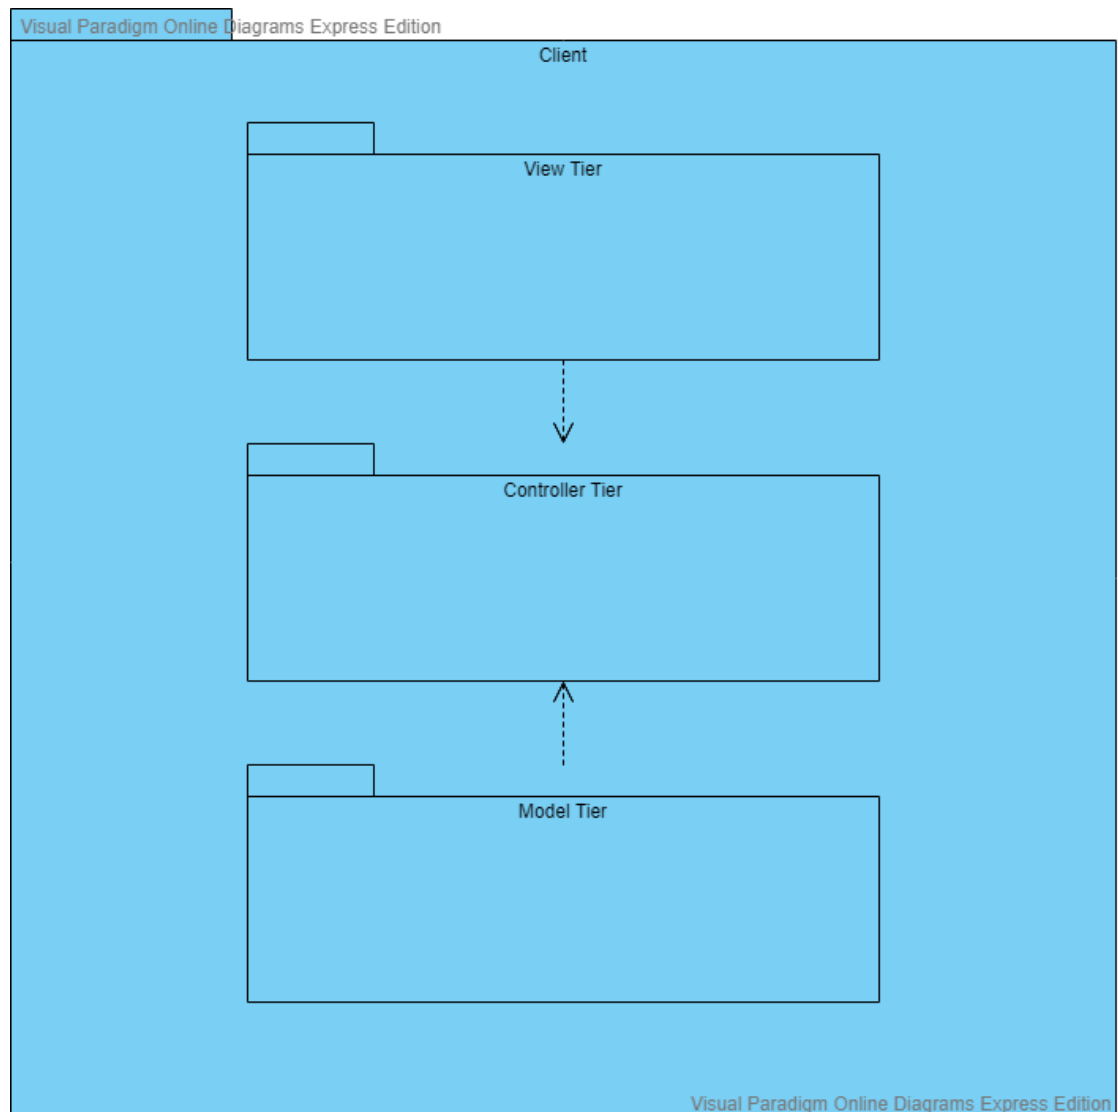 Visual Paradigm Online Diagrams Express Edition
Client
View Tier
Controller Tier
Model Tier
Visual Paradigm Online Diagrams Express Edition